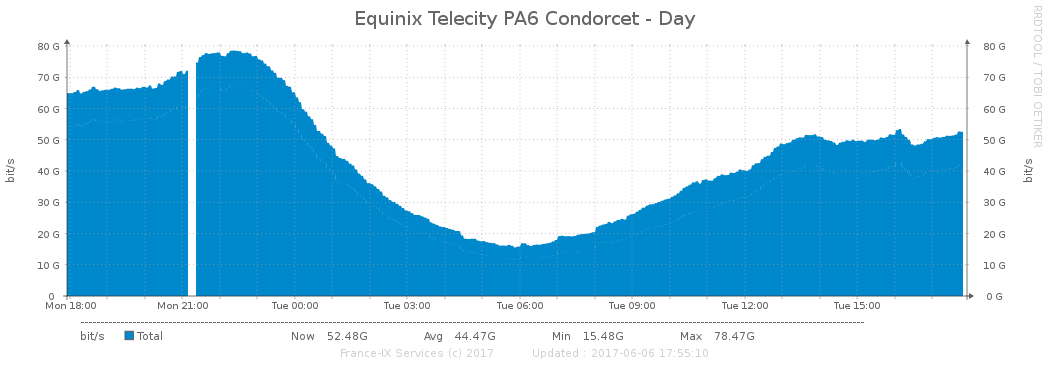 Equinix Telecity PA6 Condorcet - Day
RRDTOOL / TOBI OETIKER
bit/s
80 G
70 G
60 G
50 G
40 G
30 G
20 G
10 G
0
80 G
70 G
60 G
50 G
40 G
30 G
20 G
10 G
0 G
bit/s
Mon 18:00 Mon 21:00 Tue 00:00 Tue 03:00 Tue 06:00 Tue 09:00 Tue 12:00 Tue 15:00
bit/s Total Now 52.48G Avg 44.47G Min 15.48G Max 78.47G
France-IX Services (c) 2017 Updated : 2017-06-06 17:55:10